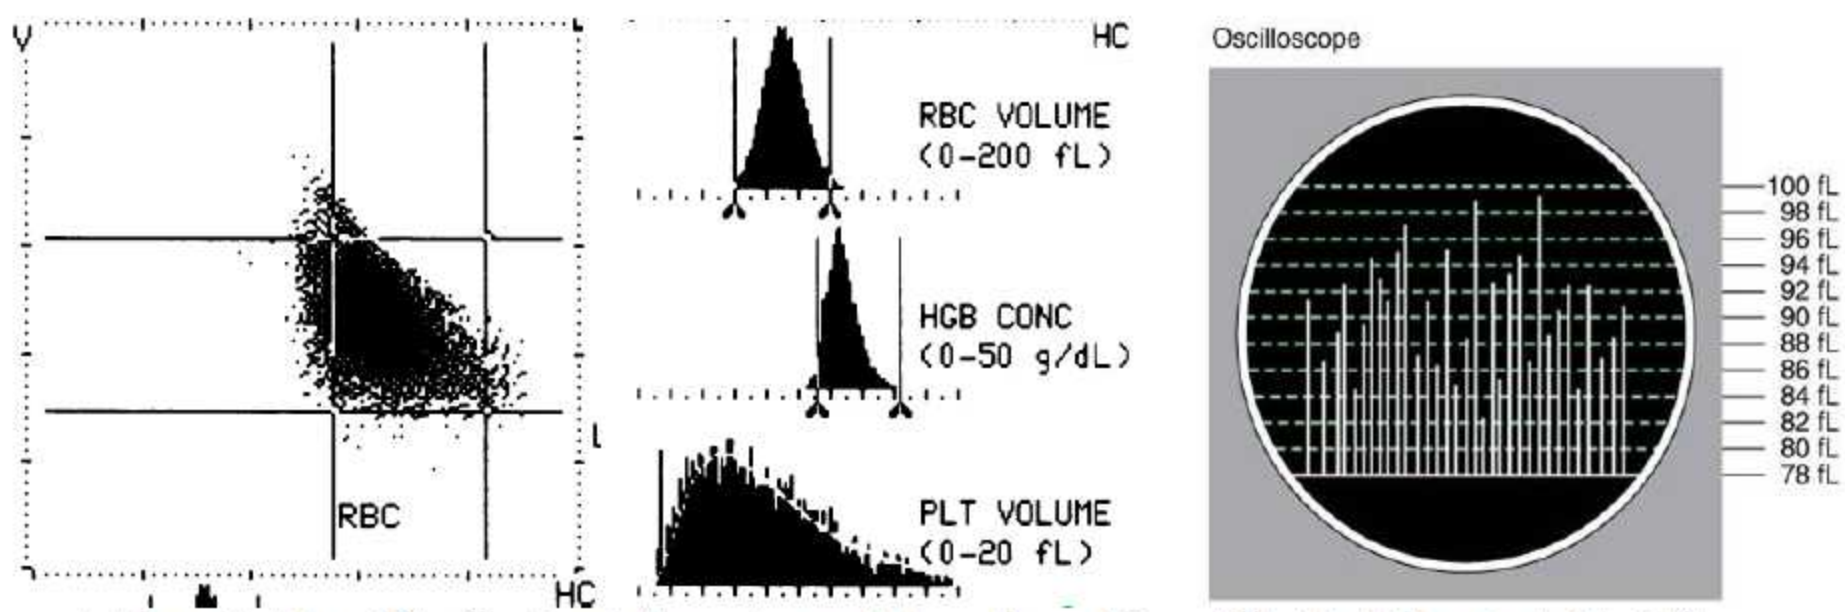 V
RBC
HC
L
HC
RBC VOLUME
(0-200 fL)
HGB CONC
(0-50 g/dL)
PLT VOLUME
(0-20 fL)
Oscilloscope
100 fL
98 fL
96 fL
94 fL
92 fL
90 fL
88 fL
86 fL
84 fL
82 fL
80 fL
78 fL